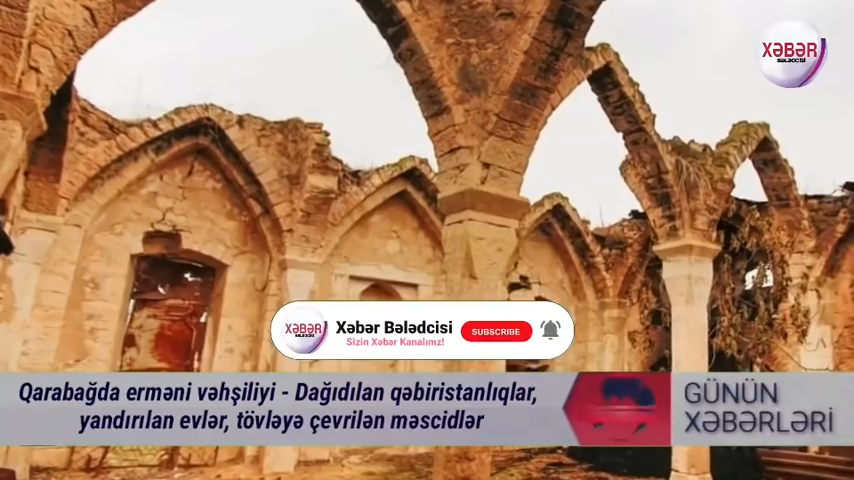 XƏBƏR
BƏLƏDCİSİ
XƏBƏR
BƏLƏDCİSİ
Xəbər Bələdcisi
Sizin Xəbər Kanalınız!
SUBSCRIBE
Qarabağda erməni vəhşiliyi - Dağıdılan qəbiristanlıqlar,
yandırılan evlər, tövləyə çevrilən məscidlər
GÜNÜN
XƏBƏRLƏRİ